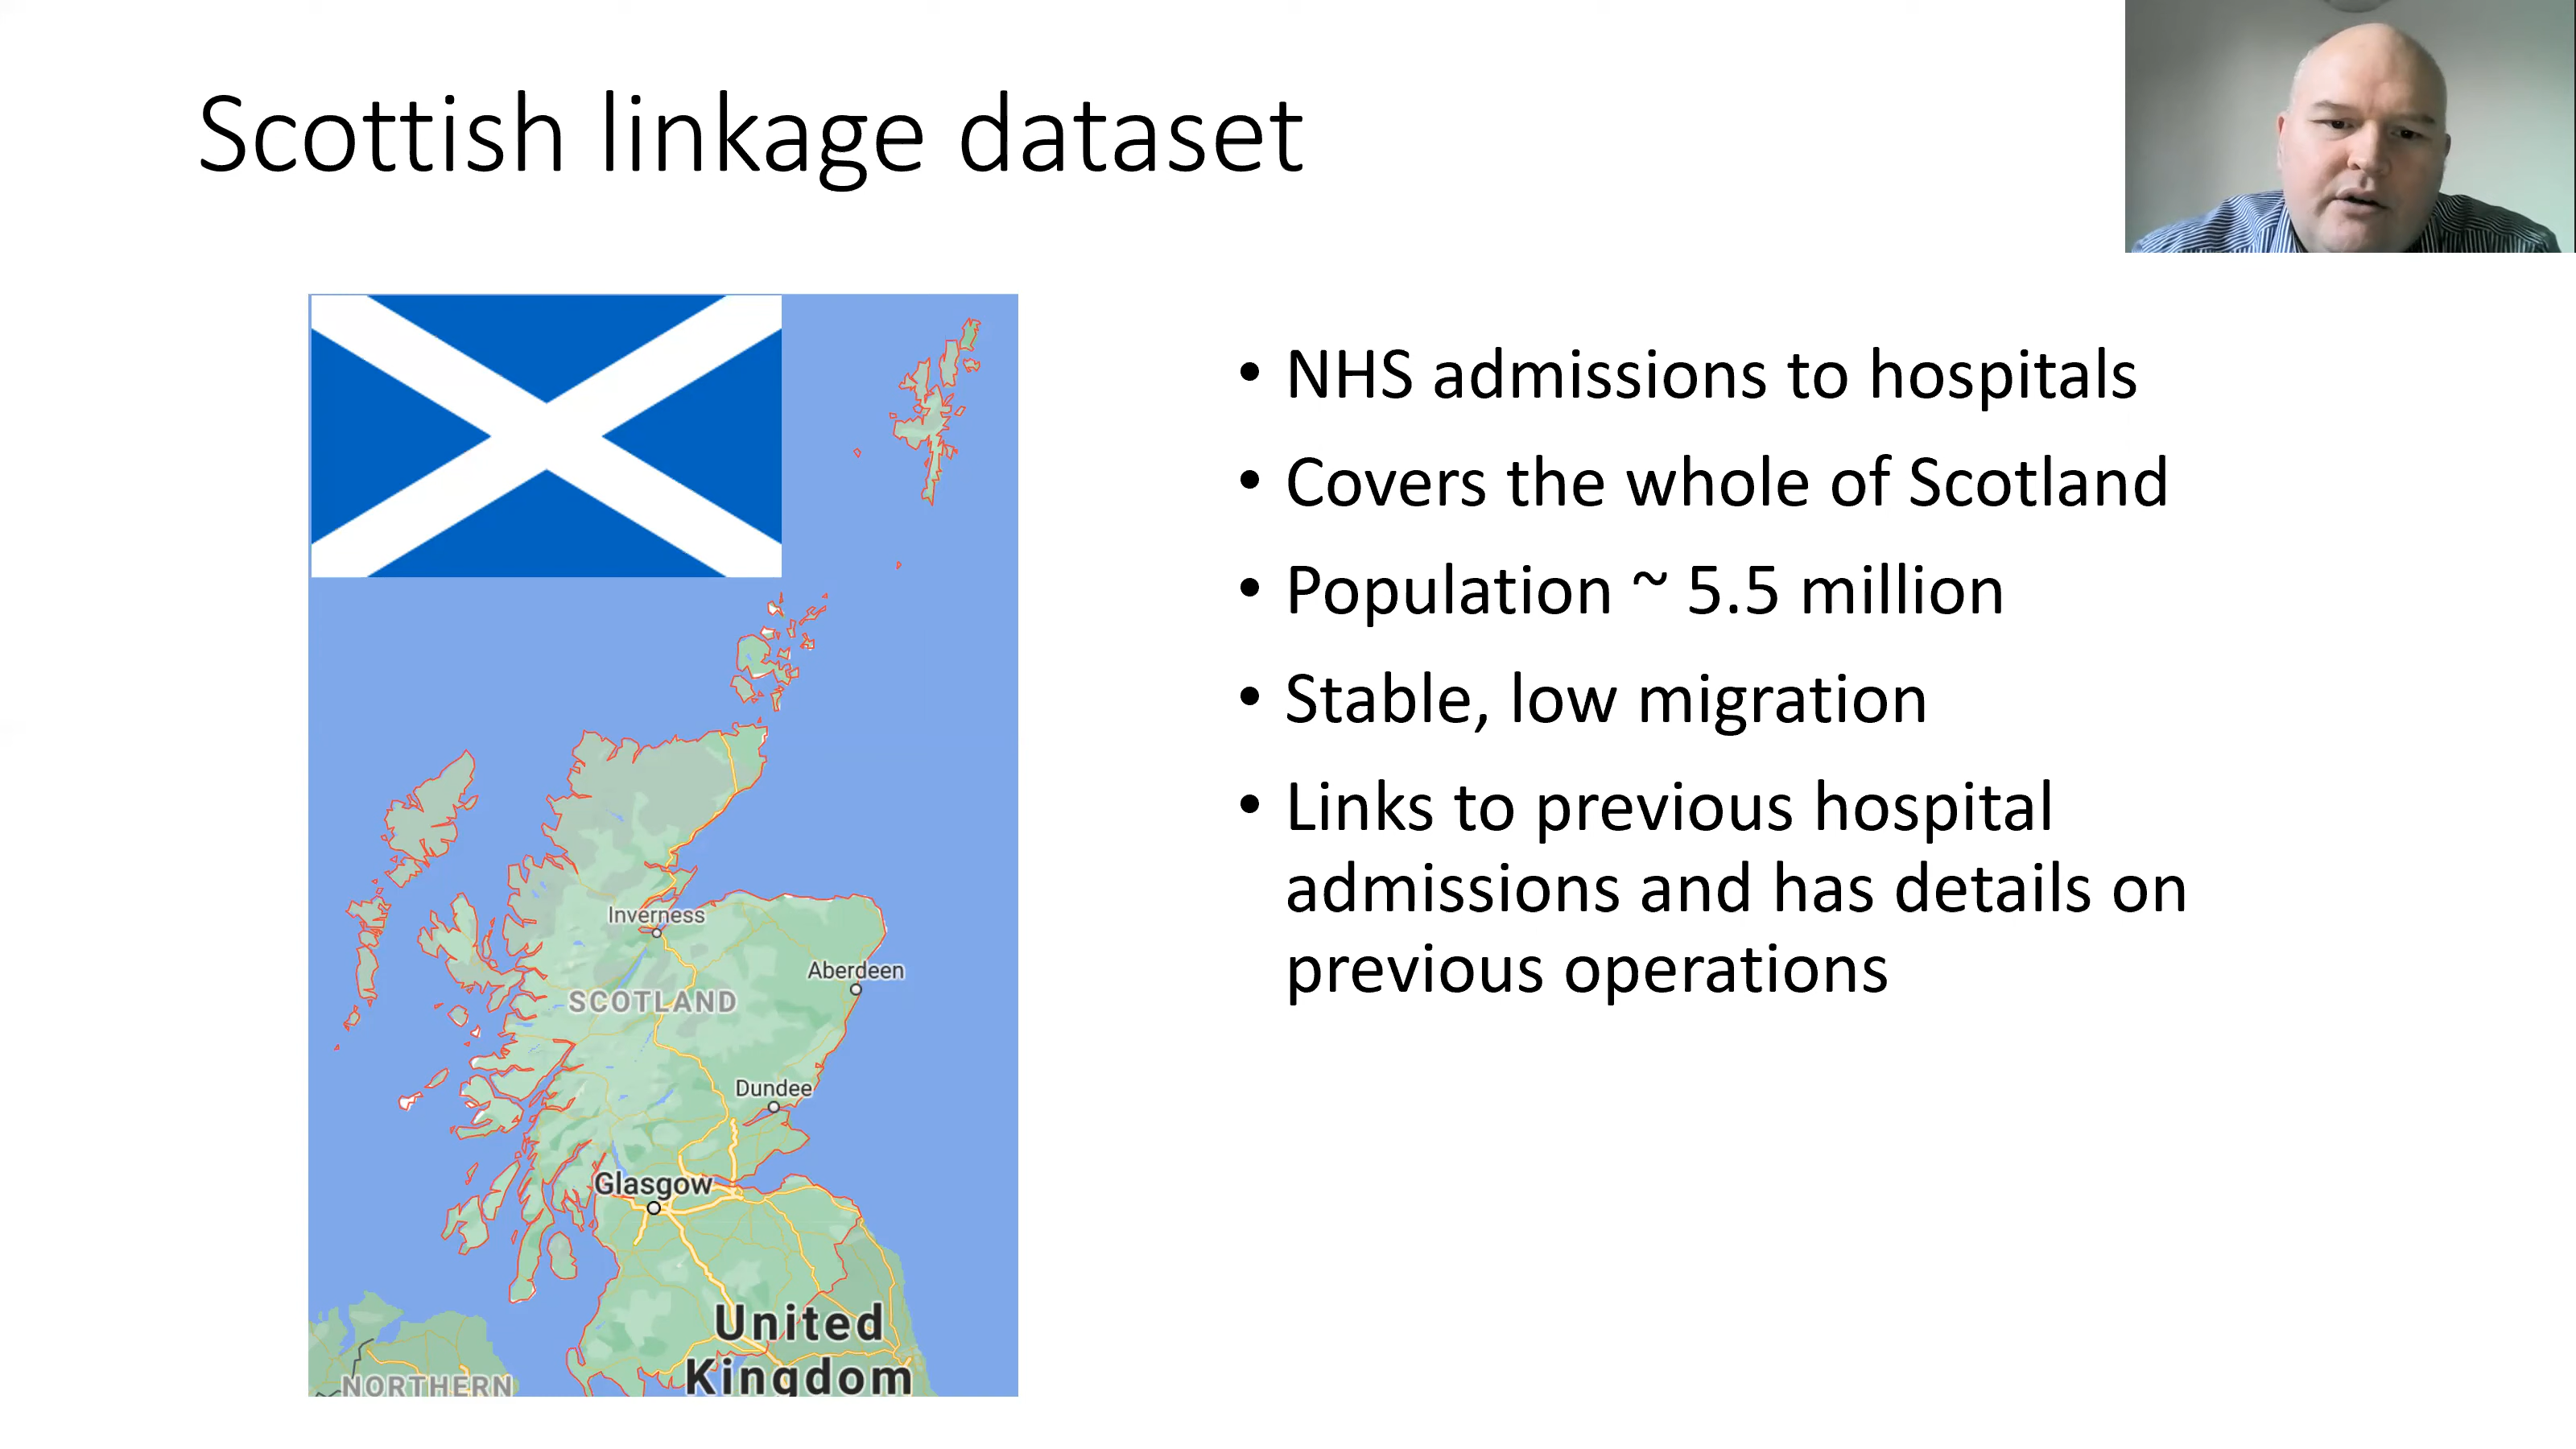 Scottish linkage dataset
• NHS admissions to hospitals
• Covers the whole of Scotland
• Population ~ 5.5 million
• Stable, low migration
• Links to previous hospital
admissions and has details on
previous operations
Inverness
Aberdeen
SCOTLAND
Dundee
Glasgow
United
Kingdom
NORTHERN